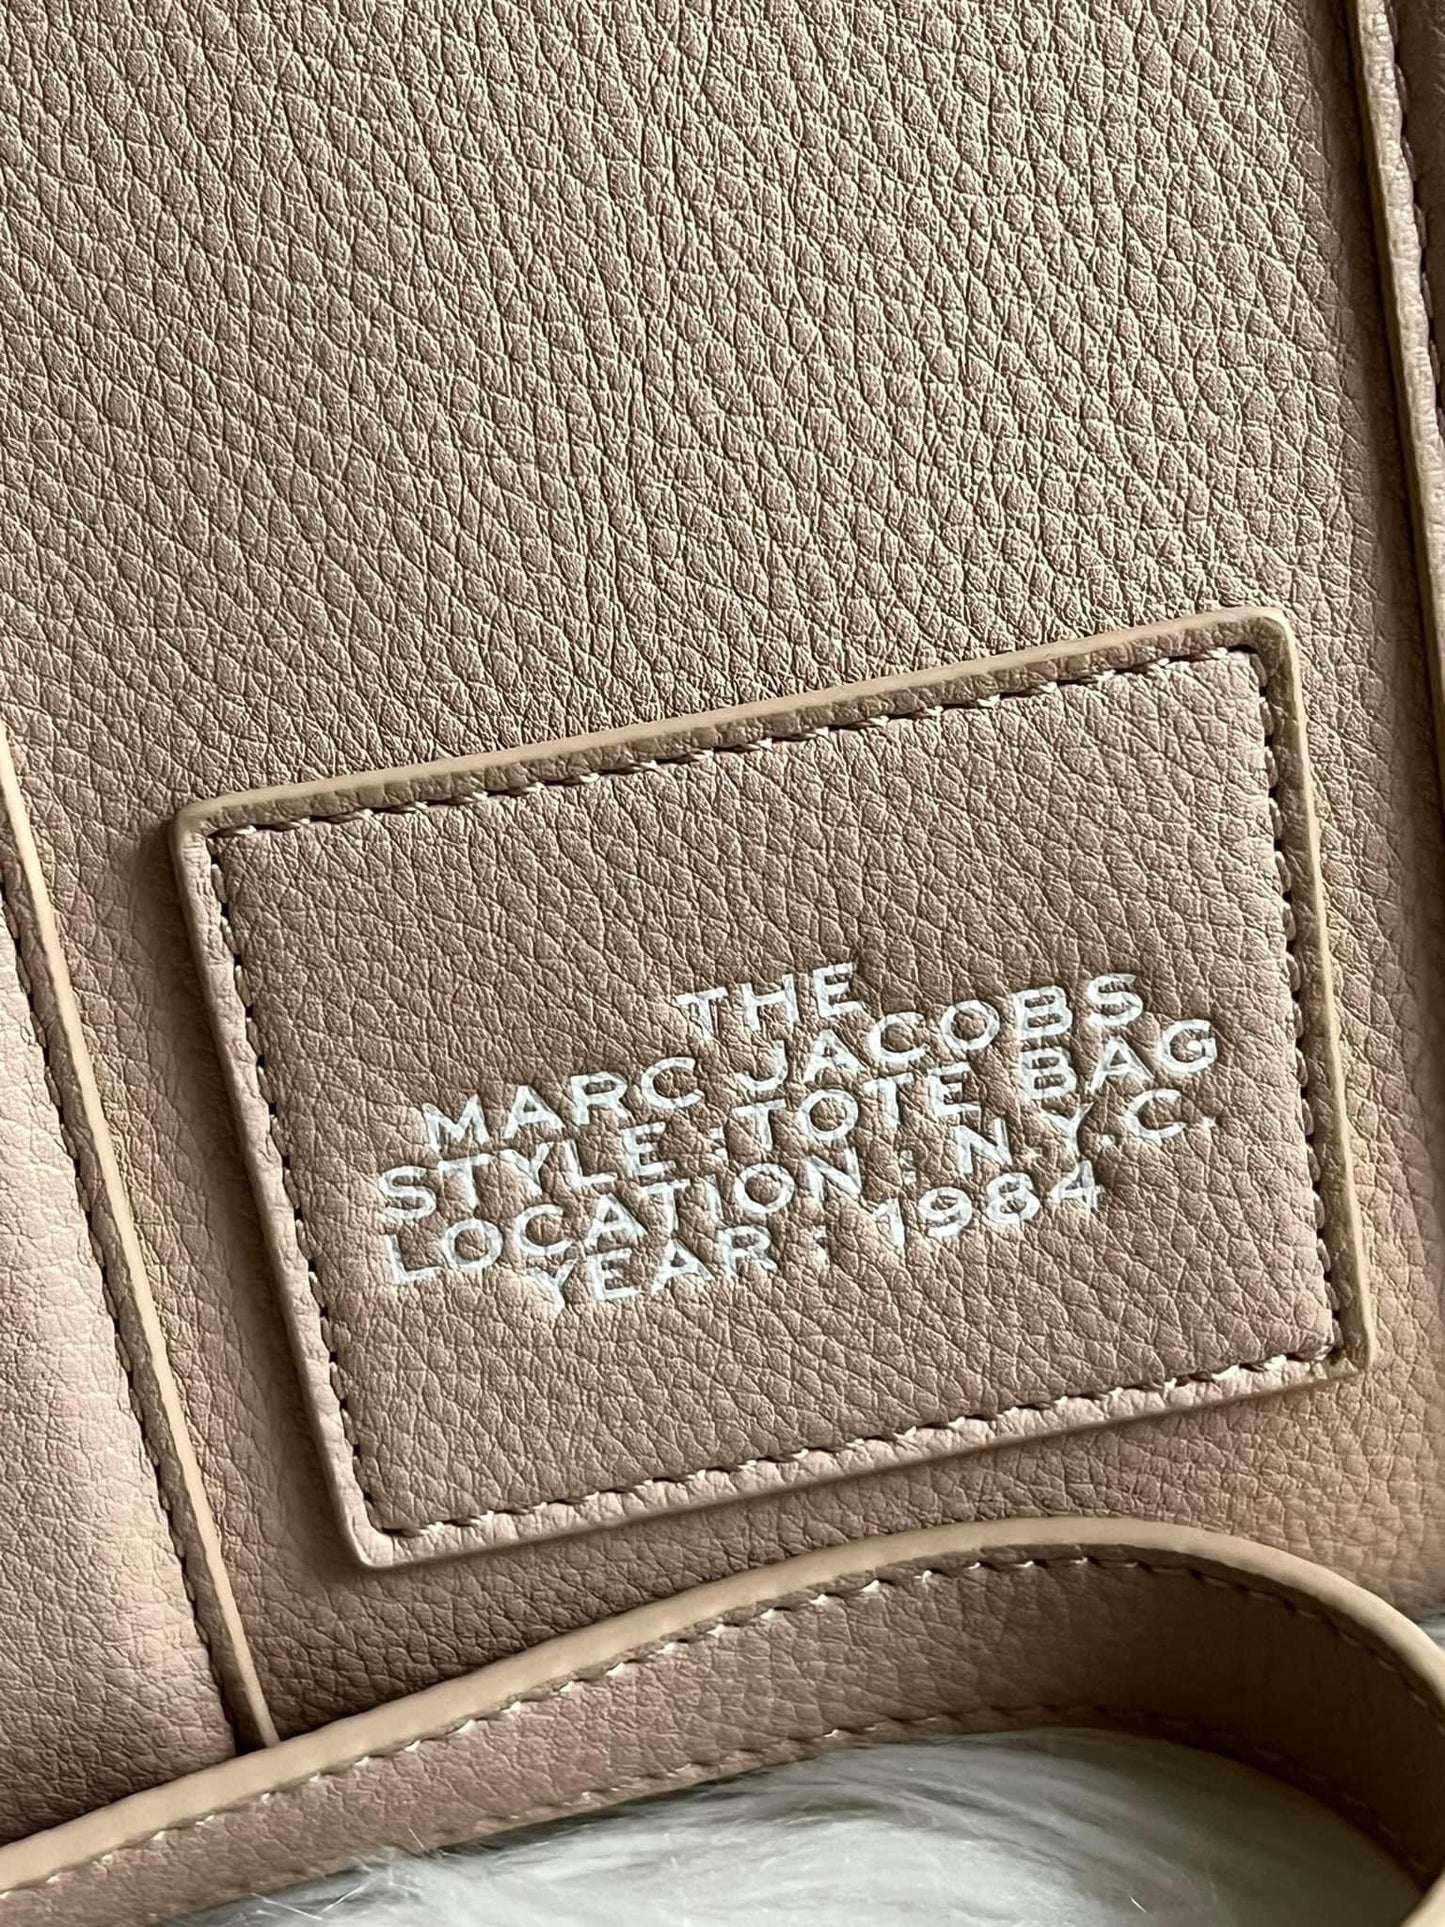 THE
MARC JACOBS
STYLE : TOTE BAG
LOCATION : N.Y.C.
YEAR : 1984